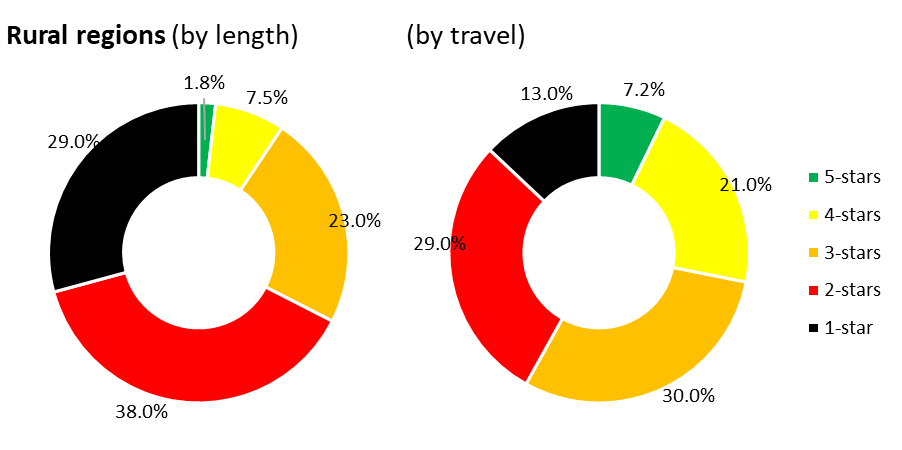 Rural regions (by length)
(by travel)
1.8%
7.5%
29.0%
23.0%
38.0%
13.0%
7.2%
21.0%
29.0%
30.0%
5-stars
4-stars
3-stars
2-stars
1-star